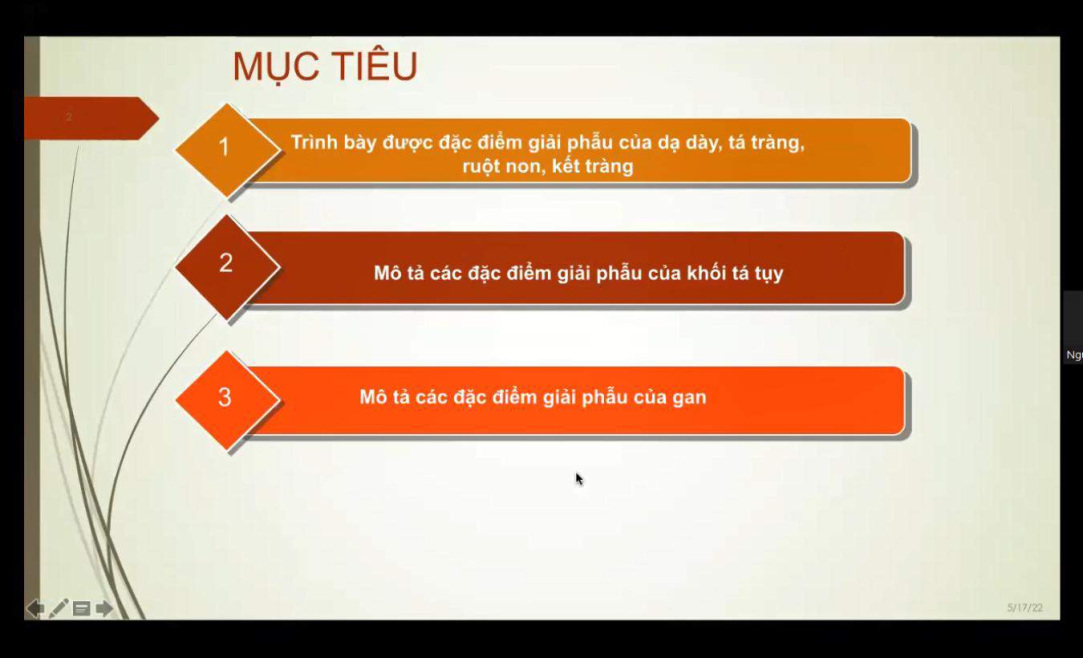 MỤC TIÊU
2
1
Trình bày được đặc điểm giải phẫu của dạ dày, tá tràng,
ruột non, kết tràng
2
Mô tả các đặc điểm giải phẫu của khối tá tụy
3
Mô tả các đặc điểm giải phẫu của gan
5/17/22